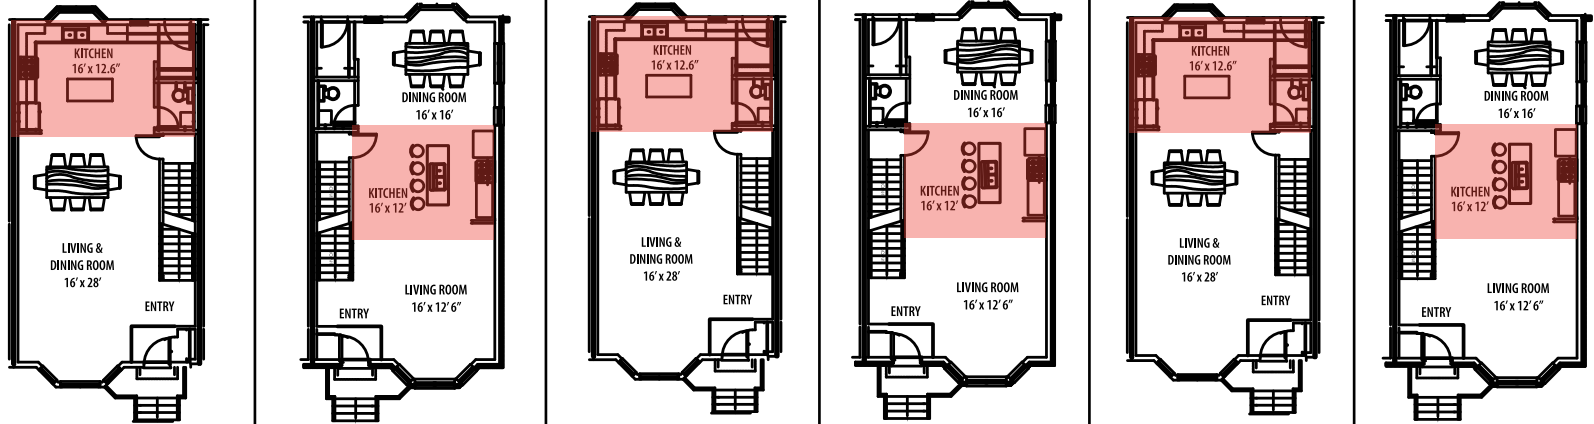 KITCHEN
16' x 12.6"
LIVING &
DINING ROOM
16' x 28'
ENTRY
DINING ROOM
16' x 16'
KITCHEN
16' x 12'
LIVING ROOM
16' x 12' 6"
ENTRY
KITCHEN
16' x 12.6"
LIVING &
DINING ROOM
16' x 28'
ENTRY
DINING ROOM
16' x 16'
KITCHEN
16' x 12'
LIVING ROOM
16' x 12' 6"
ENTRY
KITCHEN
16' x 12.6"
LIVING &
DINING ROOM
16' x 28'
ENTRY
DINING ROOM
16' x 16'
KITCHEN
16' x 12'
LIVING ROOM
16' x 12' 6"
ENTRY